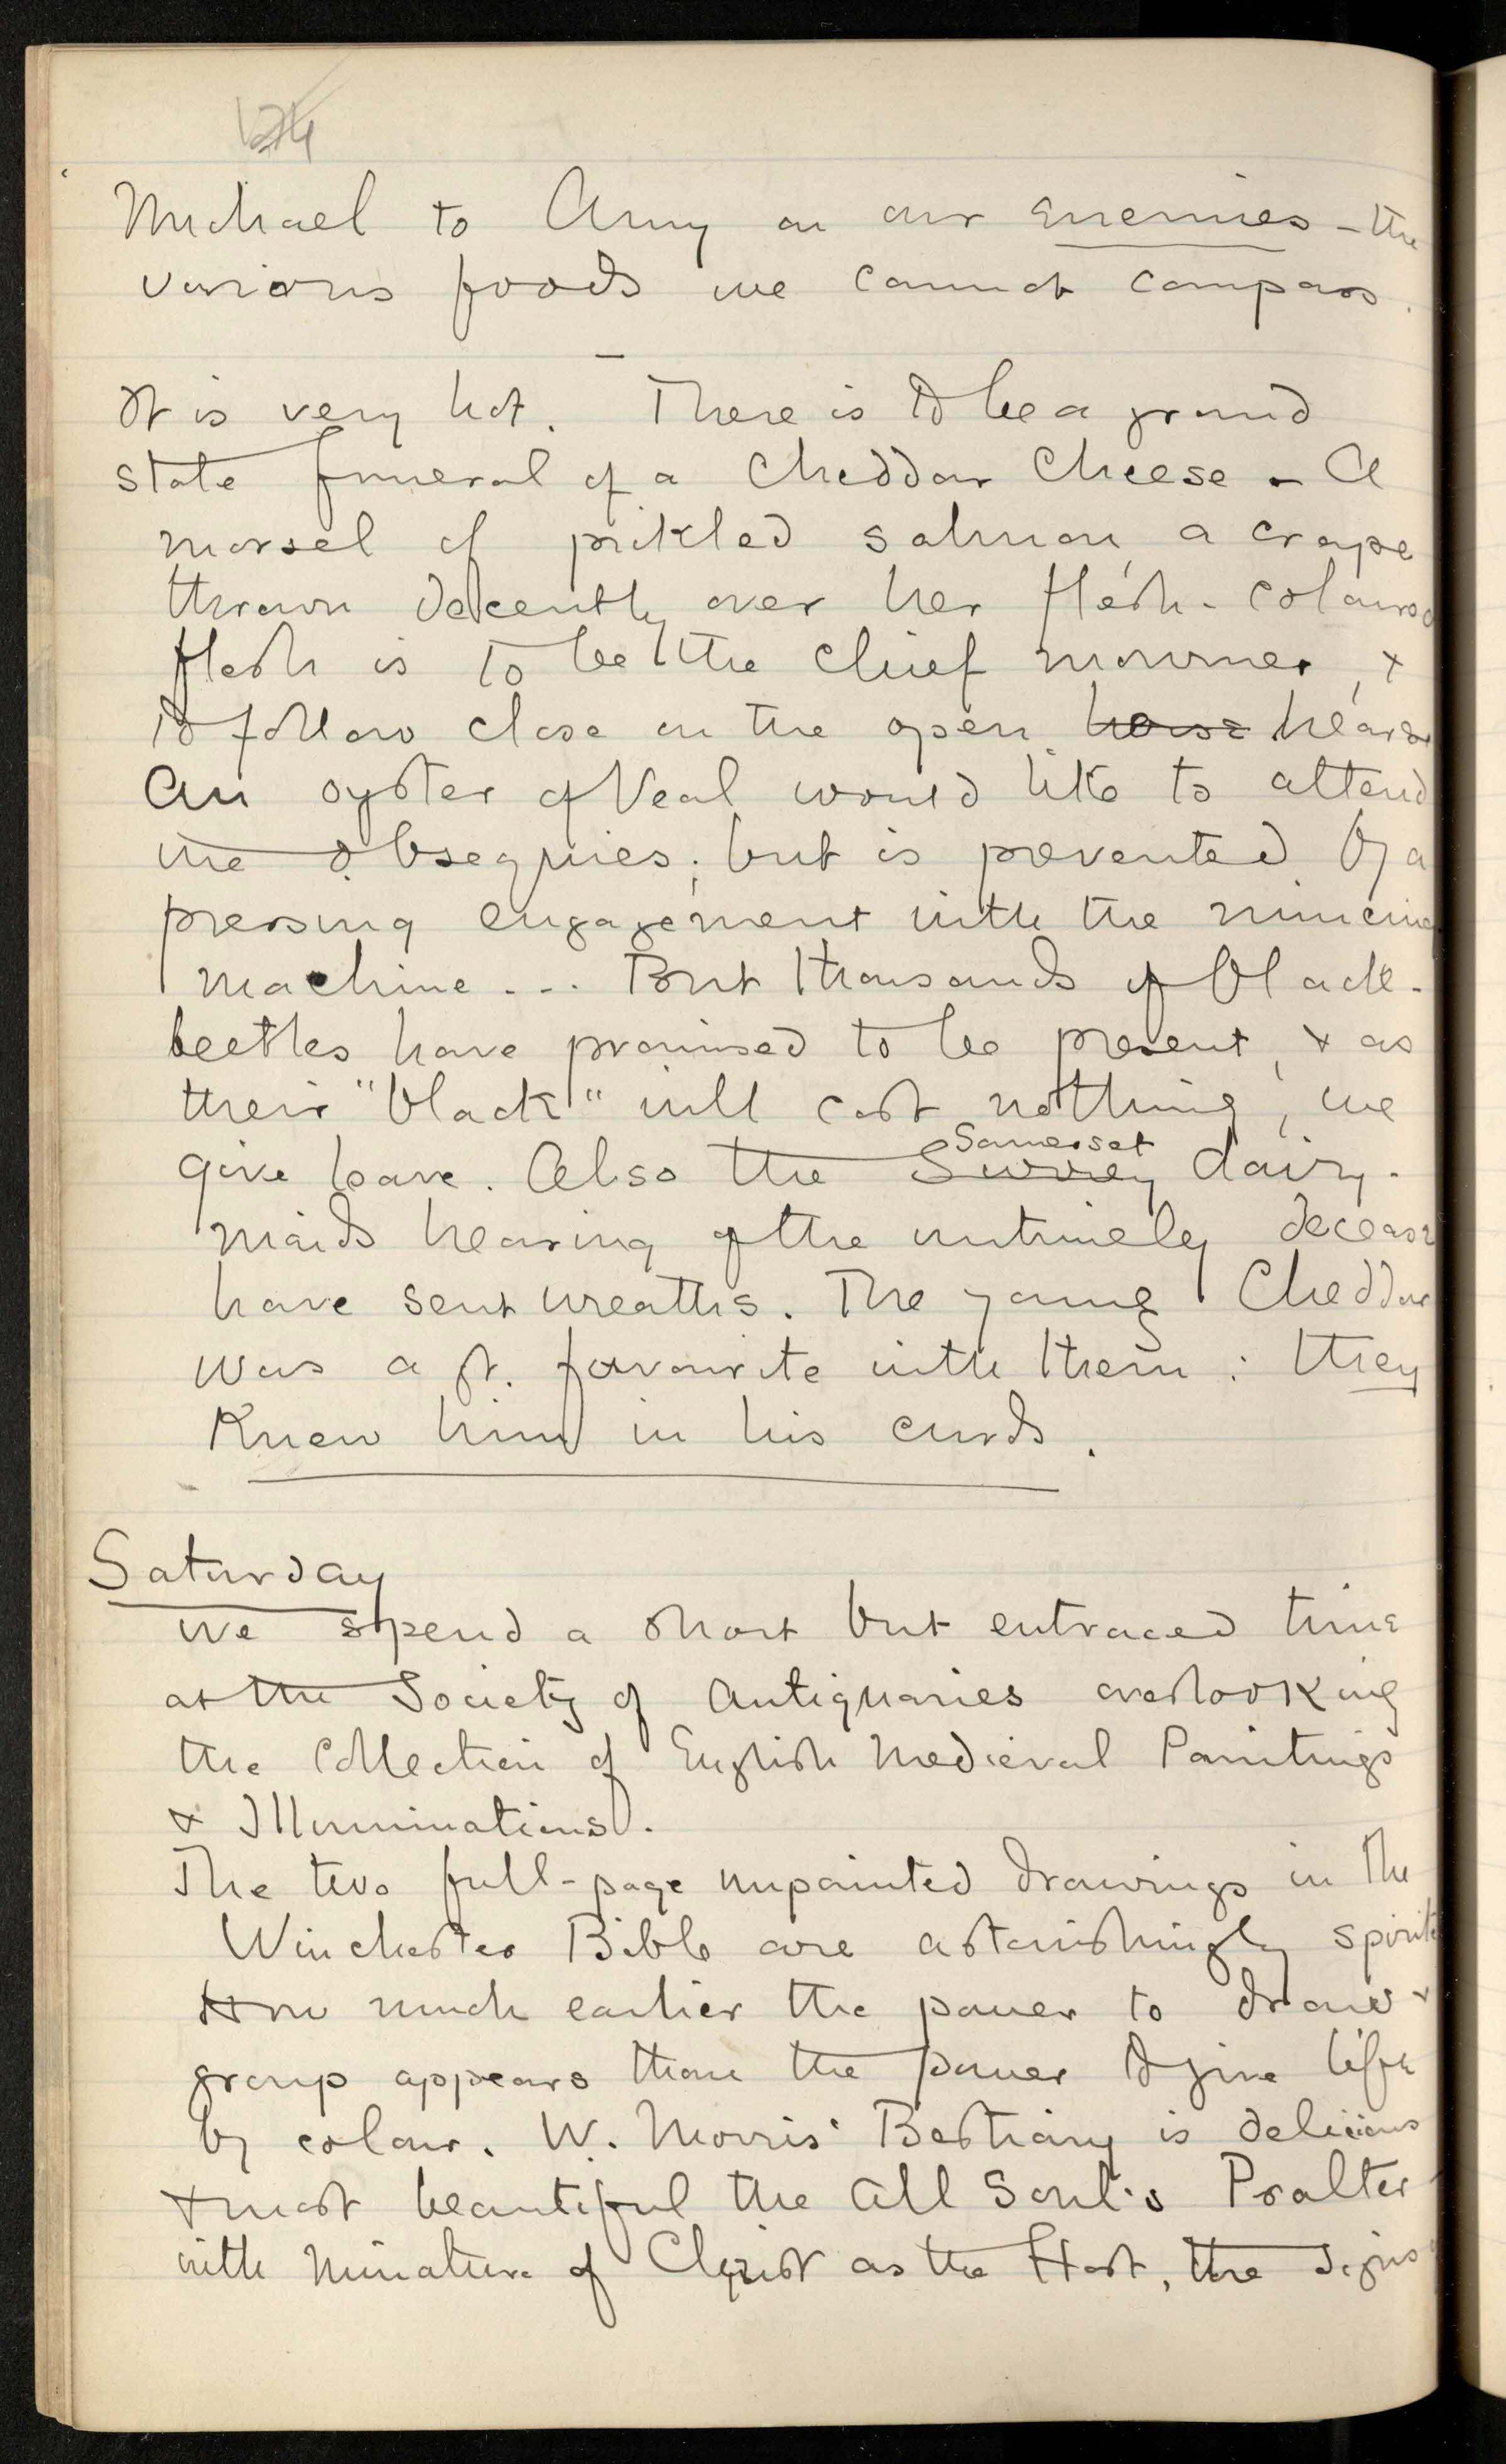 Michael to Amy on our enemies - the
various foods we cannot compass.
It is very hot. There is to be a grand
state funeral of a Cheddar Cheese - A
morsel of pickled salmon, a crape
thrown decently over her flesh-coloured
flesh is to be the chief mourner, &
to follow close on the open horse hearse
An oyster of Veal would like to attend
the obsequies; but is prevented by a
pressing engagement with the mincing
machine... But thousands of black-
beetles have promised to be present, & as
their "black" will cost nothing, we
give leave. Also the Surrey Somerset dairy-
maids hearing of the untimely decease
have sent wreaths. The young Cheddar
was a gt. favourite with them: they
Knew him in his curds.
Saturday
We spend a short but entraced time
at the Society of Antiquaries overlooking
the Collection of English Medieval Paintings
& Illuminations.
The two full-page unpainted drawings in the
Winchester Bible are astonishingly spirite
How much earlier the power to draw &
group appears than the power to give life
by colour. W. Morris' Bestiary is delicious
& most beautiful the All Soul's Psalter
with Miniature of Christ as the Host, the signs